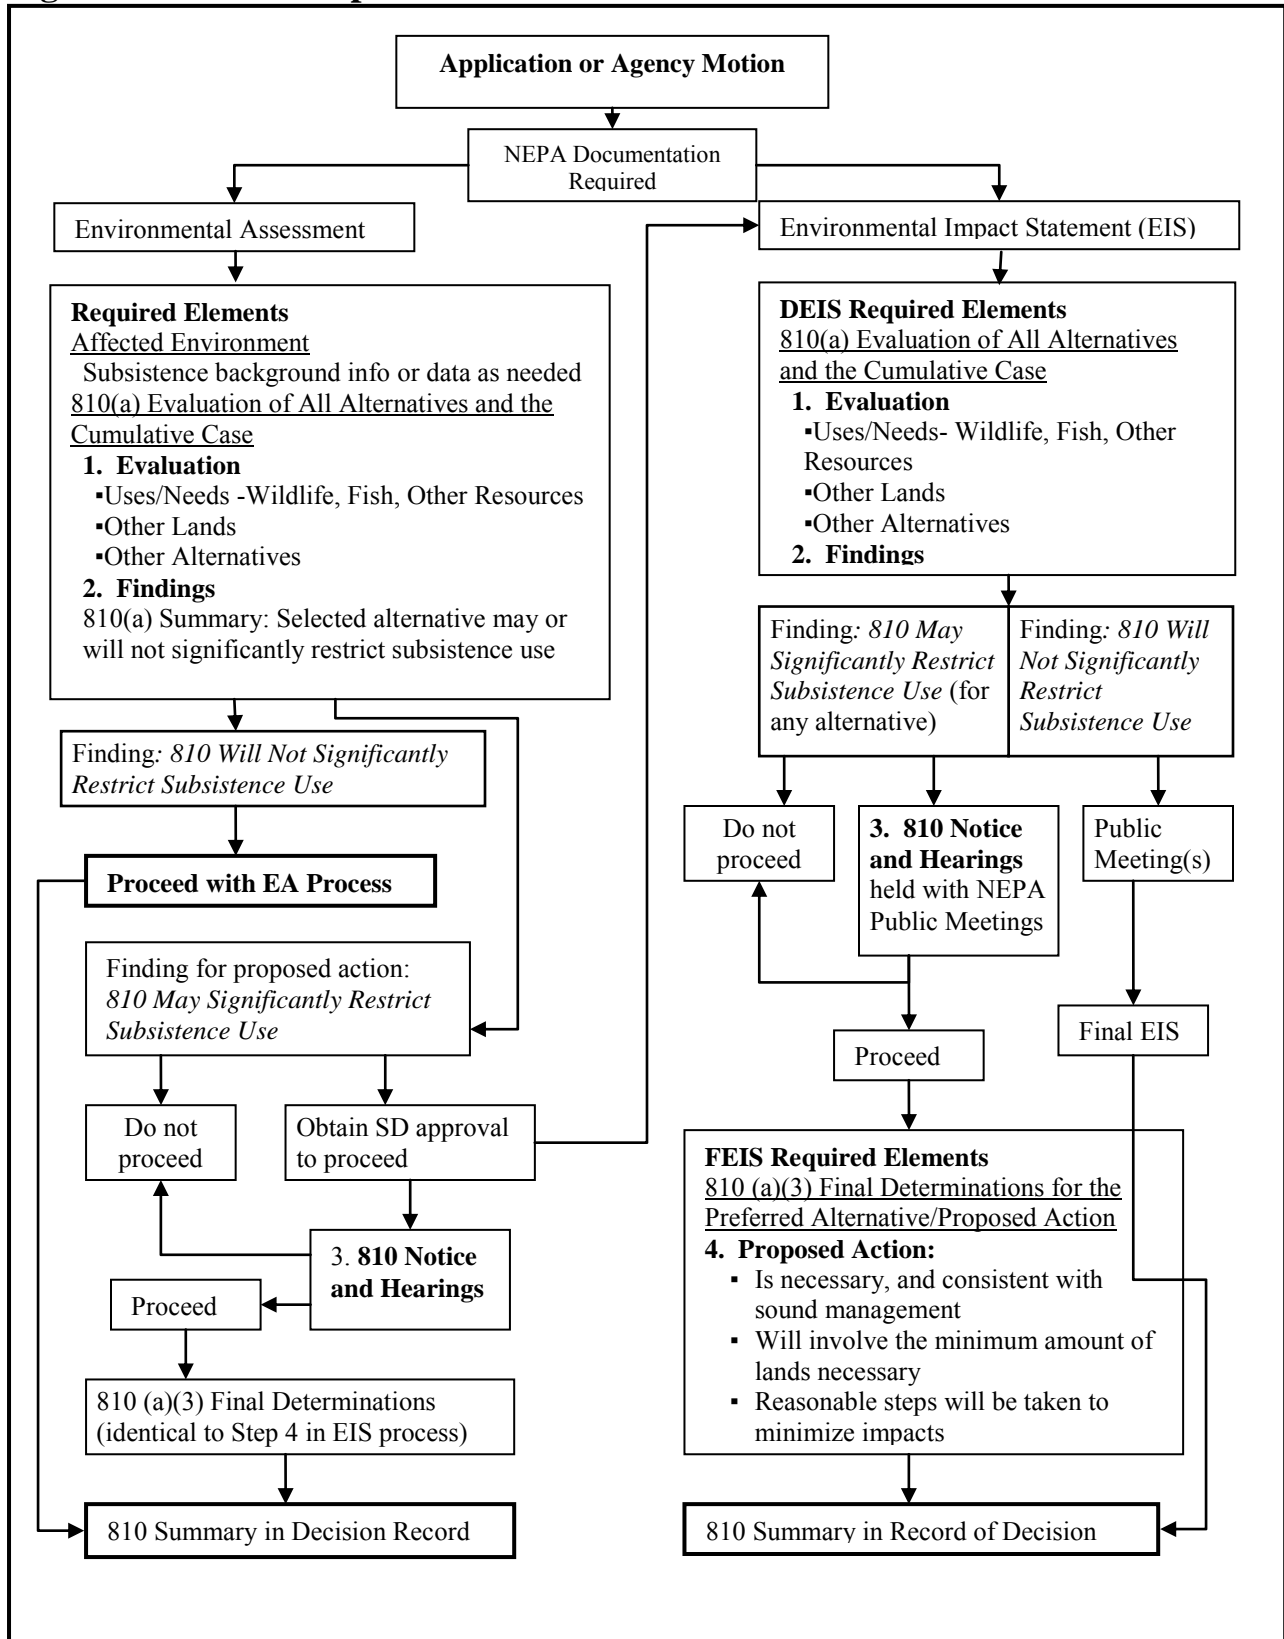 Application or Agency Motion
NEPA Documentation
Required
Environmental Assessment
Environmental Impact Statement (EIS)
Required Elements
Affected Environment
Subsistence background info or data as needed
810(a) Evaluation of All Alternatives and the
Cumulative Case
1. Evaluation
▪Uses/Needs -Wildlife, Fish, Other Resources
▪Other Lands
▪Other Alternatives
2. Findings
810(a) Summary: Selected alternative may or
will not significantly restrict subsistence use
DEIS Required Elements
810(a) Evaluation of All Alternatives
and the Cumulative Case
1. Evaluation
▪Uses/Needs- Wildlife, Fish, Other
Resources
▪Other Lands
▪Other Alternatives
2. Findings
Finding: 810 May
Significantly Restrict
Subsistence Use (for
any alternative)
Finding: 810 Will
Not Significantly
Restrict
Subsistence Use
Finding: 810 Will Not Significantly
Restrict Subsistence Use
Proceed with EA Process
Do not
proceed
3. 810 Notice
and Hearings
held with NEPA
Public Meetings
Public
Meeting(s)
Finding for proposed action:
810 May Significantly Restrict
Subsistence Use
Final EIS
Proceed
Do not
proceed
Obtain SD approval
to proceed
3. 810 Notice
and Hearings
Proceed
810 (a)(3) Final Determinations
(identical to Step 4 in EIS process)
810 Summary in Decision Record
FEIS Required Elements
810 (a)(3) Final Determinations for the
Preferred Alternative/Proposed Action
4. Proposed Action:
▪ Is necessary, and consistent with
sound management
▪ Will involve the minimum amount of
lands necessary
▪ Reasonable steps will be taken to
minimize impacts
810 Summary in Record of Decision